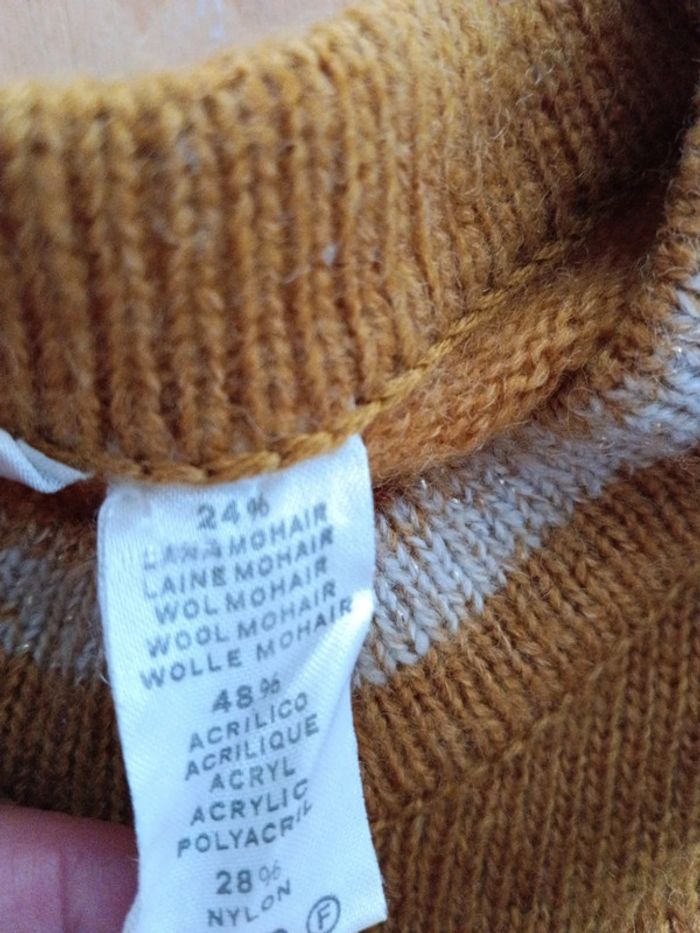 24%
LANA MOHAIR
LAINE MOHAIR
WOL MOHAIR
WOOL MOHAIR
WOLLE MOHAIR
48%
ACRILICO
ACRILIQUE
ACRYL
ACRYLIC
POLYACRIL
28%
NYLON
F